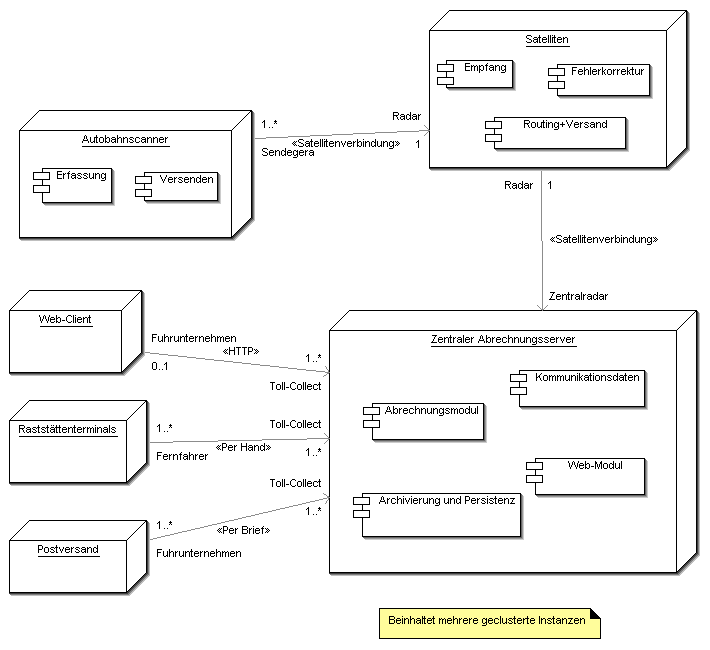 Satelliten
Empfang
Fehlerkorrektur
Routing+Versand
Autobahnscanner
Erfassung
Versenden
1..*
Radar
«Satellitenverbindung»
1
Sendegera
Radar
1
«Satellitenverbindung»
Zentralradar
Web-Client
Fuhrunternehmen
«HTTP»
0..1
1..*
Toll-Collect
Zentraler Abrechnungsserver
Kommunikationsdaten
Abrechnungsmodul
Web-Modul
Archivierung und Persistenz
Raststättenterminals
1..*
Toll-Collect
«Per Hand»
Fernfahrer
1..*
Toll-Collect
Postversand
1..*
1..*
«Per Brief»
Fuhrunternehmen
Beinhaltet mehrere geclusterte Instanzen